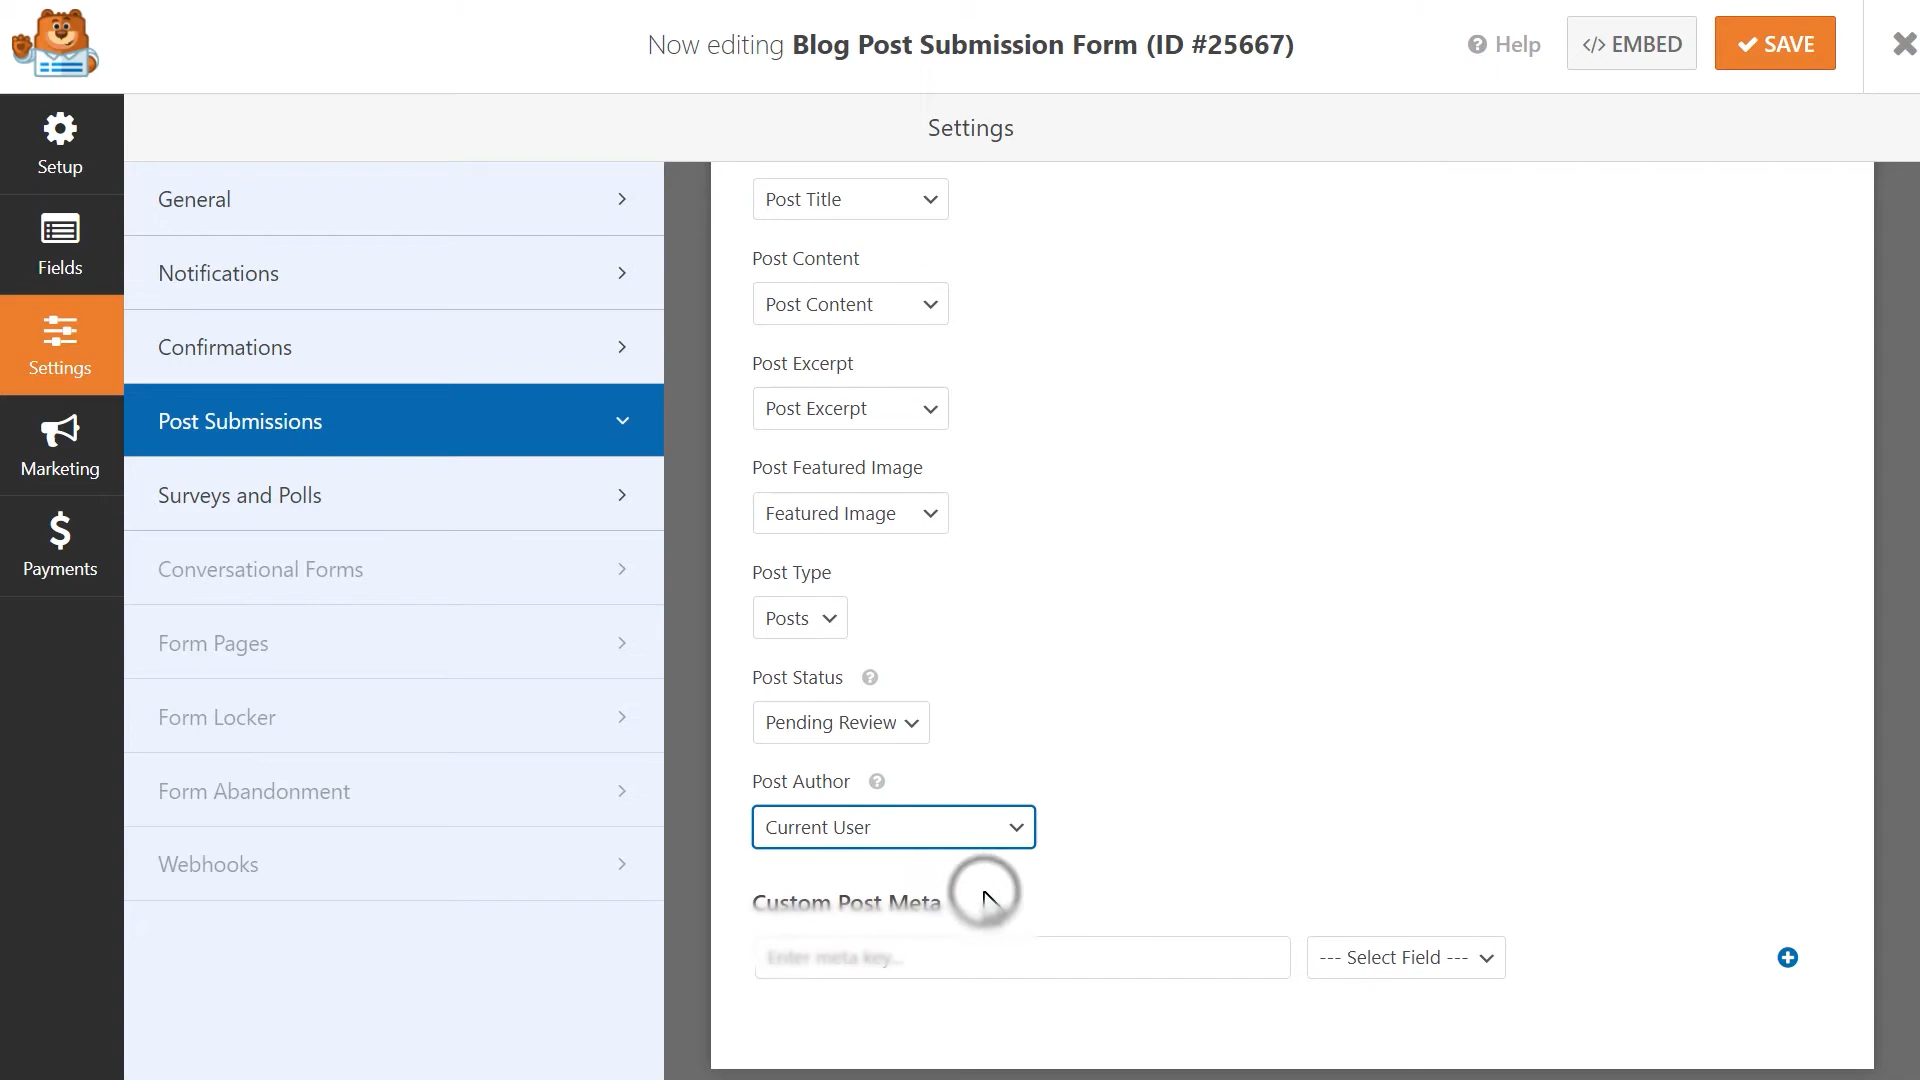 Now editing Blog Post Submission Form (ID #25667)
Help
</> EMBED
SAVE
Settings
Setup
Fields
Settings
Marketing
Payments
General
Notifications
Confirmations
Post Submissions
Surveys and Polls
Conversational Forms
Form Pages
Form Locker
Form Abandonment
Webhooks
Post Title
Post Content
Post Content
Post Excerpt
Post Excerpt
Post Featured Image
Featured Image
Post Type
Posts
Post Status
Pending Review
Post Author
Current User
Custom Post Meta
Enter meta key...
--- Select Field ---